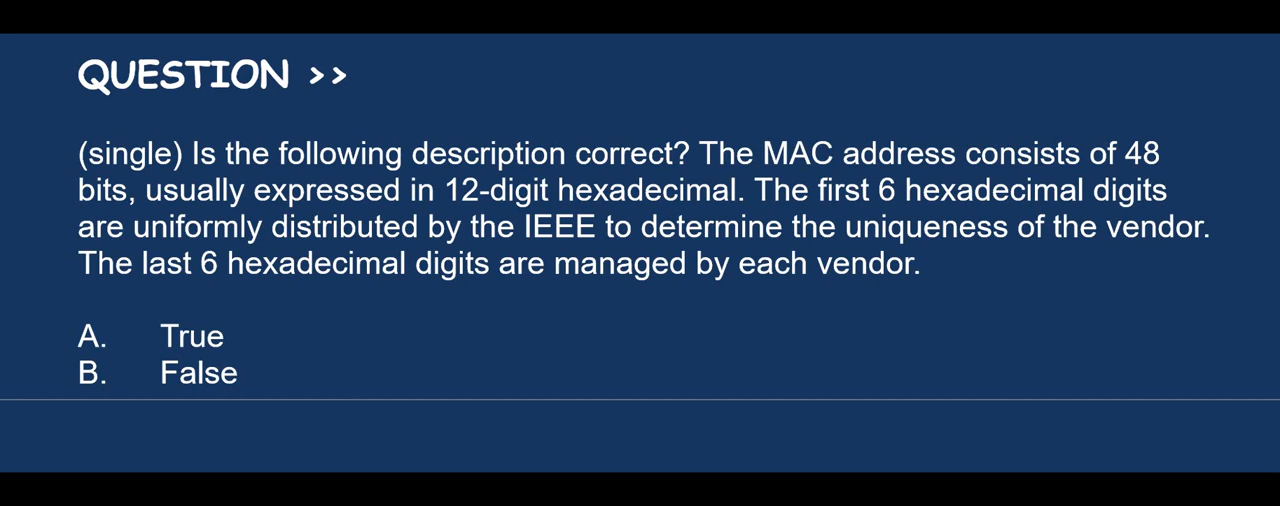 QUESTION >>
(single) Is the following description correct? The MAC address consists of 48
bits, usually expressed in 12-digit hexadecimal. The first 6 hexadecimal digits
are uniformly distributed by the IEEE to determine the uniqueness of the vendor.
The last 6 hexadecimal digits are managed by each vendor.
A. True
B. False